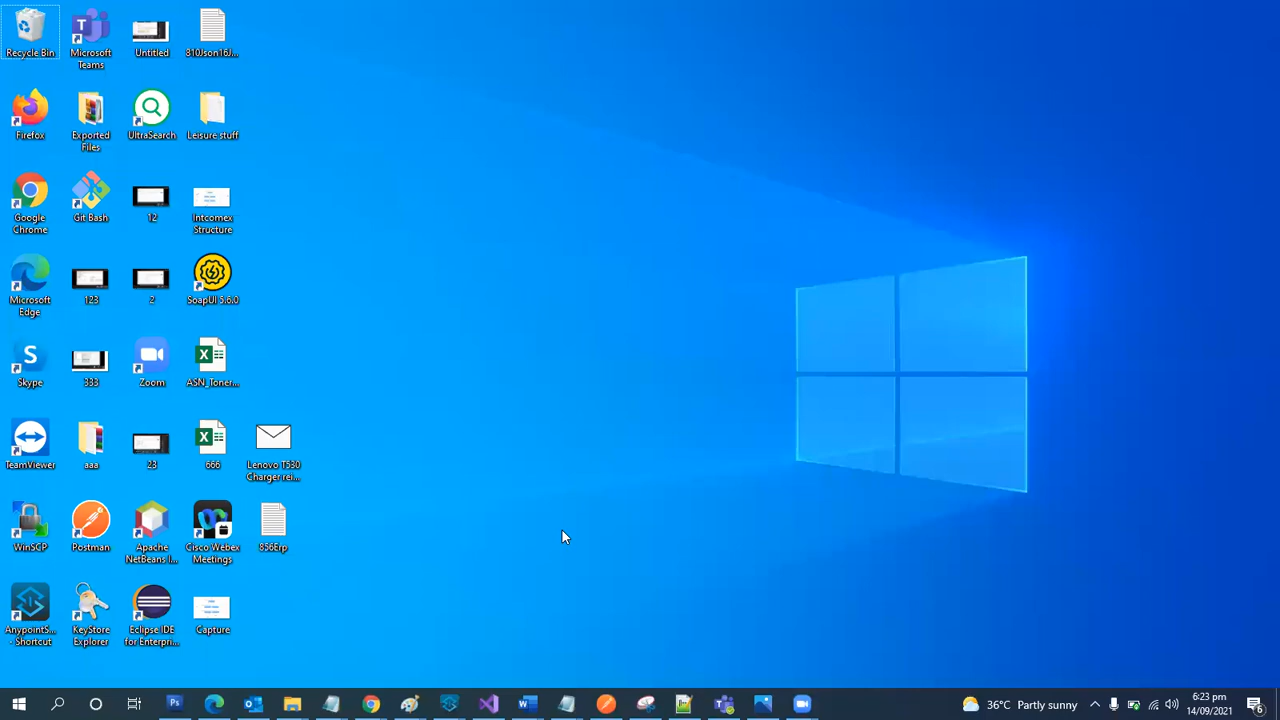 Recycle Bin
Microsoft
Teams
Untitled
810Json16J...
Firefox
Exported
Files
UltraSearch
Leisure stuff
Google
Chrome
Git Bash
12
Intcomex
Structure
Microsoft
Edge
123
2
SoapUI 5.6.0
Skype
333
Zoom
ASN_Toner...
TeamViewer
aaa
23
666
Lenovo T530
Charger rei...
WinSCP
Postman
Apache
NetBeans I...
Cisco Webex
Meetings
856Erp
AnypointS...
- Shortcut
KeyStore
Explorer
Eclipse IDE
for Enterpri...
Capture
36°C Partly sunny
6:23 pm
14/09/2021
6